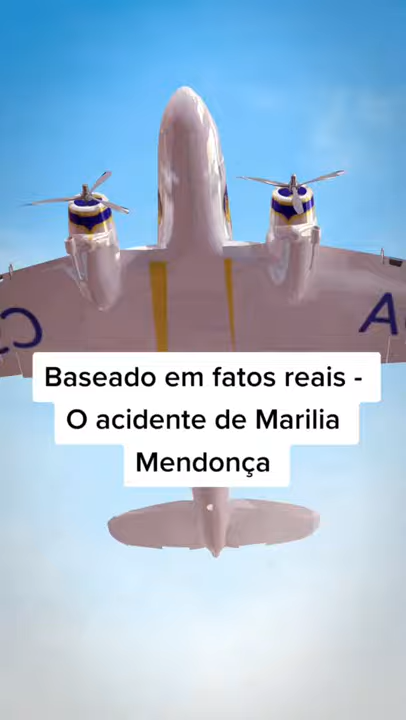 Baseado em fatos reais -
O acidente de Marilia
Mendonça